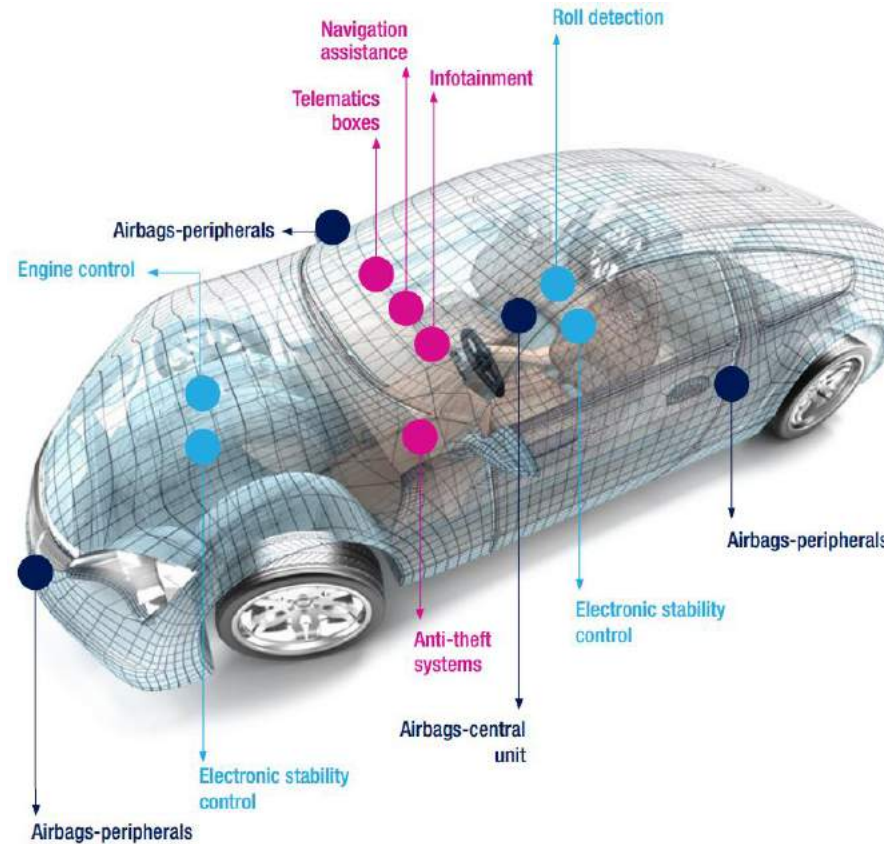 Navigation
assistance
Roll detection
Infotainment
Telematics
boxes
Airbags-peripherals
Engine control
Airbags-peripherals
Electronic stability
control
Anti-theft
systems
Airbags-central
unit
Electronic stability
control
Airbags-peripherals